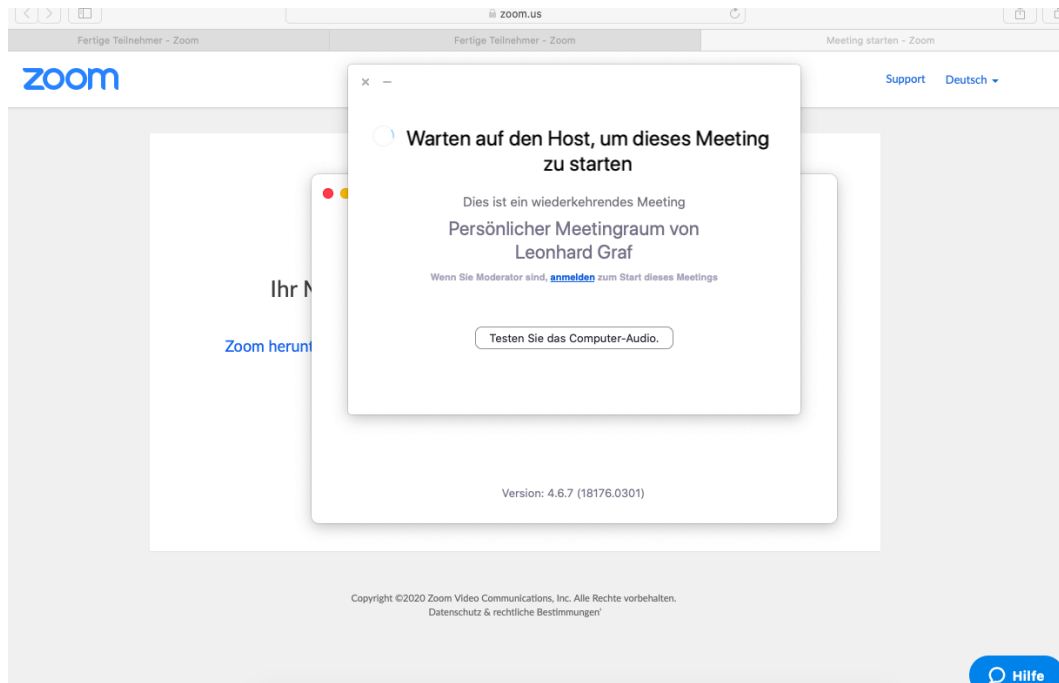 zoom.us
Fertige Teilnehmer - Zoom
Fertige Teilnehmer - Zoom
Meeting starten - Zoom
zoom
Support
Deutsch
Warten auf den Host, um dieses Meeting
zu starten
Dies ist ein wiederkehrendes Meeting
Persönlicher Meetingraum von
Leonhard Graf
Wenn Sie Moderator sind, anmelden zum Start dieses Meetings
Ihr
Testen Sie das Computer-Audio.
Zoom herunt
Version: 4.6.7 (18176.0301)
Copyright ©2020 Zoom Video Communications, Inc. Alle Rechte vorbehalten.
Datenschutz & rechtliche Bestimmungen'
Hilfe